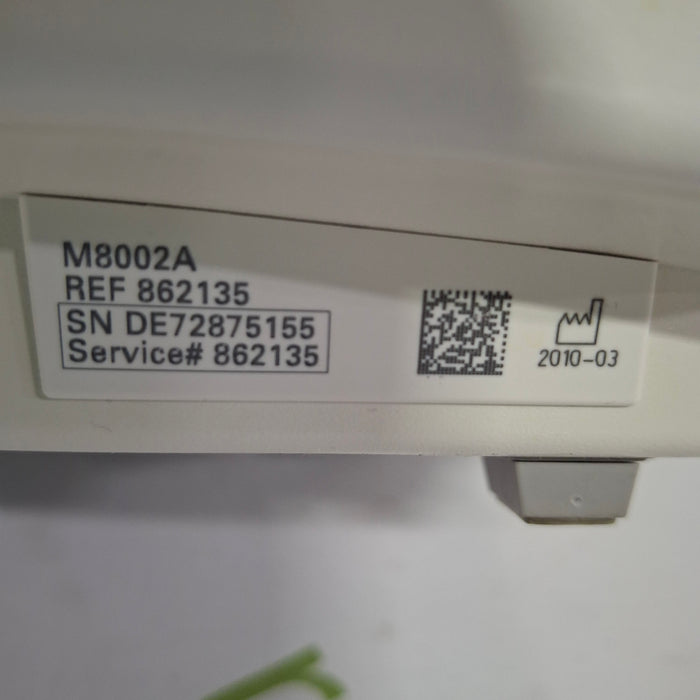 M8002A
REF 862135
SN DE72875155
Service# 862135
2010-03